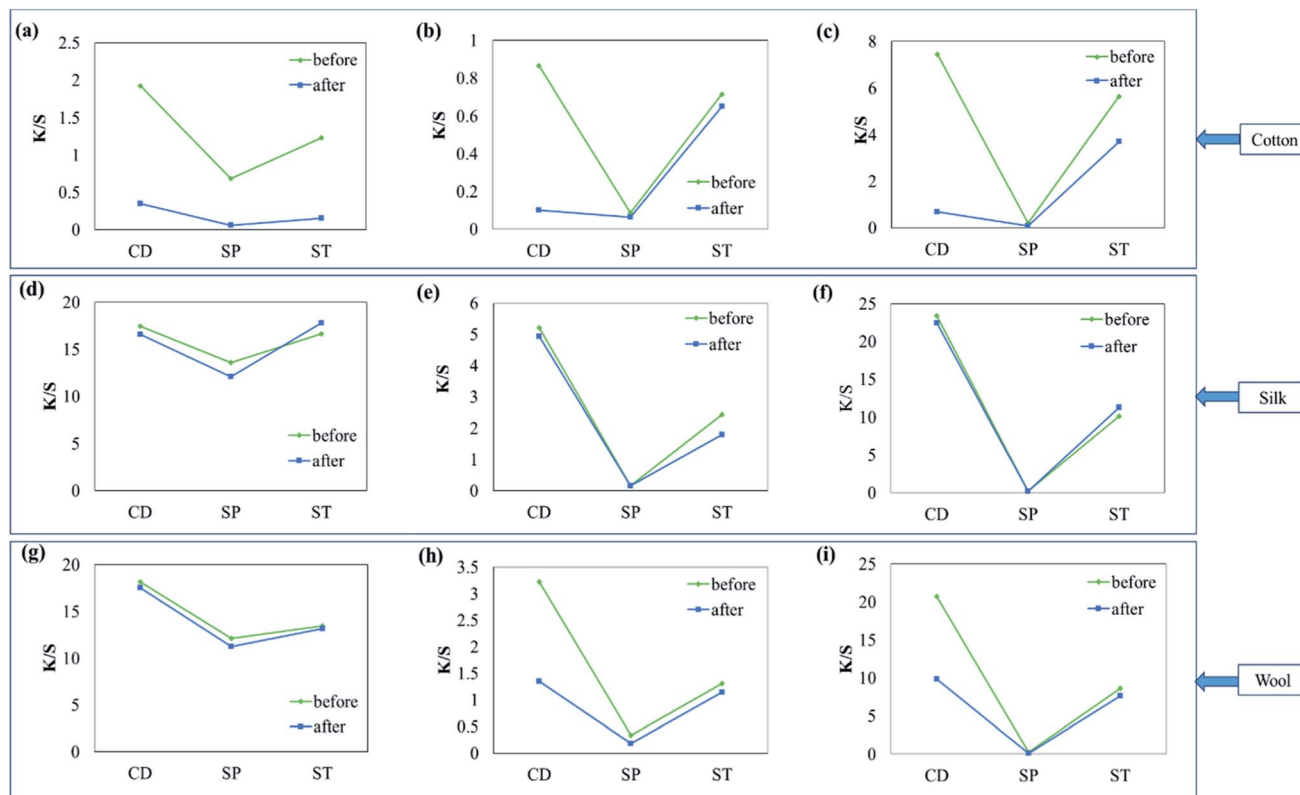 (a)
2.5
2
1.5
1
0.5
0
K/S
before
after
CD SP ST
(b)
1
0.8
0.6
0.4
0.2
0
K/S
before
after
CD SP ST
(c)
8
6
4
2
0
K/S
before
after
CD SP ST
Cotton
(d)
20
15
10
5
0
K/S
before
after
CD SP ST
(e)
6
5
4
3
2
1
0
K/S
before
after
CD SP ST
(f)
25
20
15
10
5
0
K/S
before
after
CD SP ST
Silk
(g)
20
15
10
5
0
K/S
before
after
CD SP ST
(h)
3.5
3
2.5
2
1.5
1
0.5
0
K/S
before
after
CD SP ST
(i)
25
20
15
10
5
0
K/S
before
after
CD SP ST
Wool